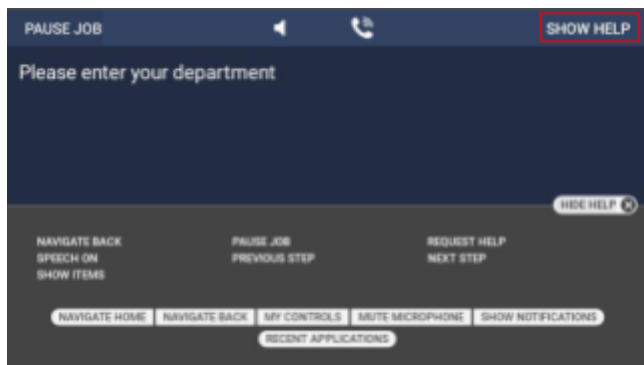 PAUSE JOB SHOW HELP
Please enter your department
HIDE HELP
NAVIGATE BACK PAUSE JOB REQUEST HELP
SPEECH ON PREVIOUS STEP NEXT STEP
SHOW ITEMS
NAVIGATE HOME NAVIGATE BACK MY CONTROLS MUTE MICROPHONE SHOW NOTIFICATIONS
RECENT APPLICATIONS